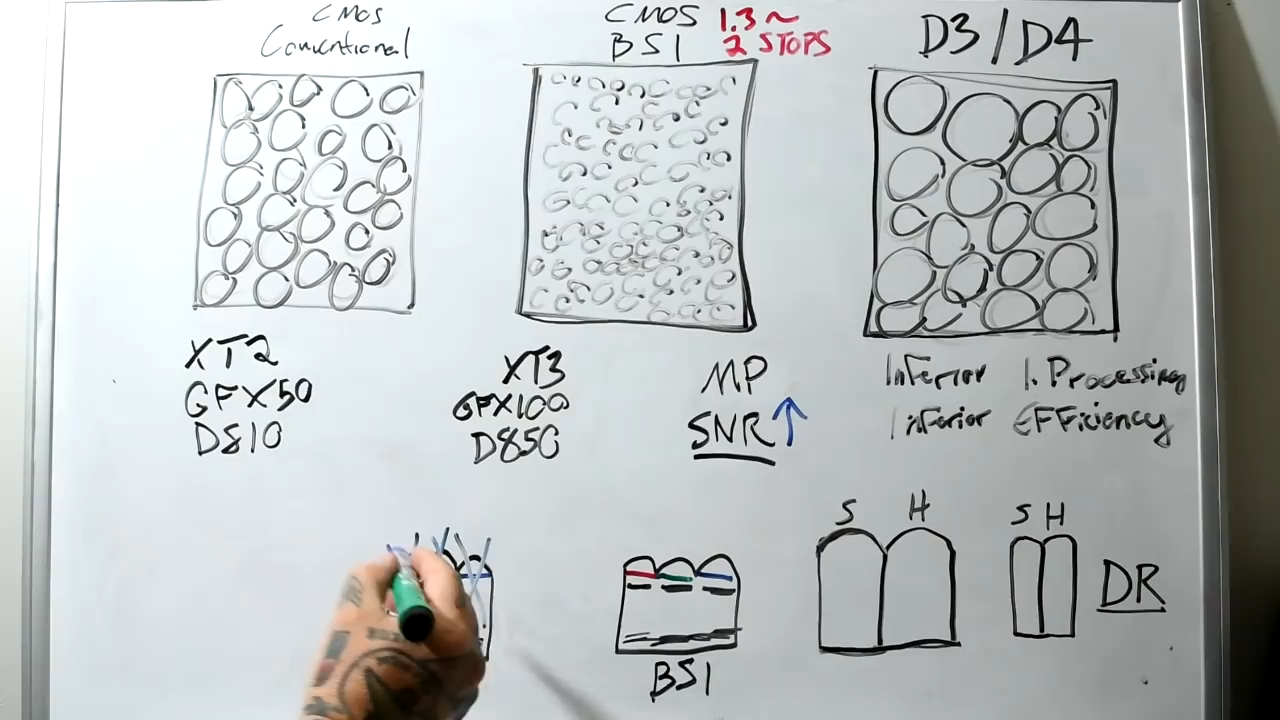 CMOS
Conventional
XT2
GFX50
D810
CMOS
BSI
1.3~
2 STOPS
XT3
GFX100
D850
MP
SNR↑
D3/D4
Inferior I. Processing
Inferior Efficiency
BSI
S H
S H
DR